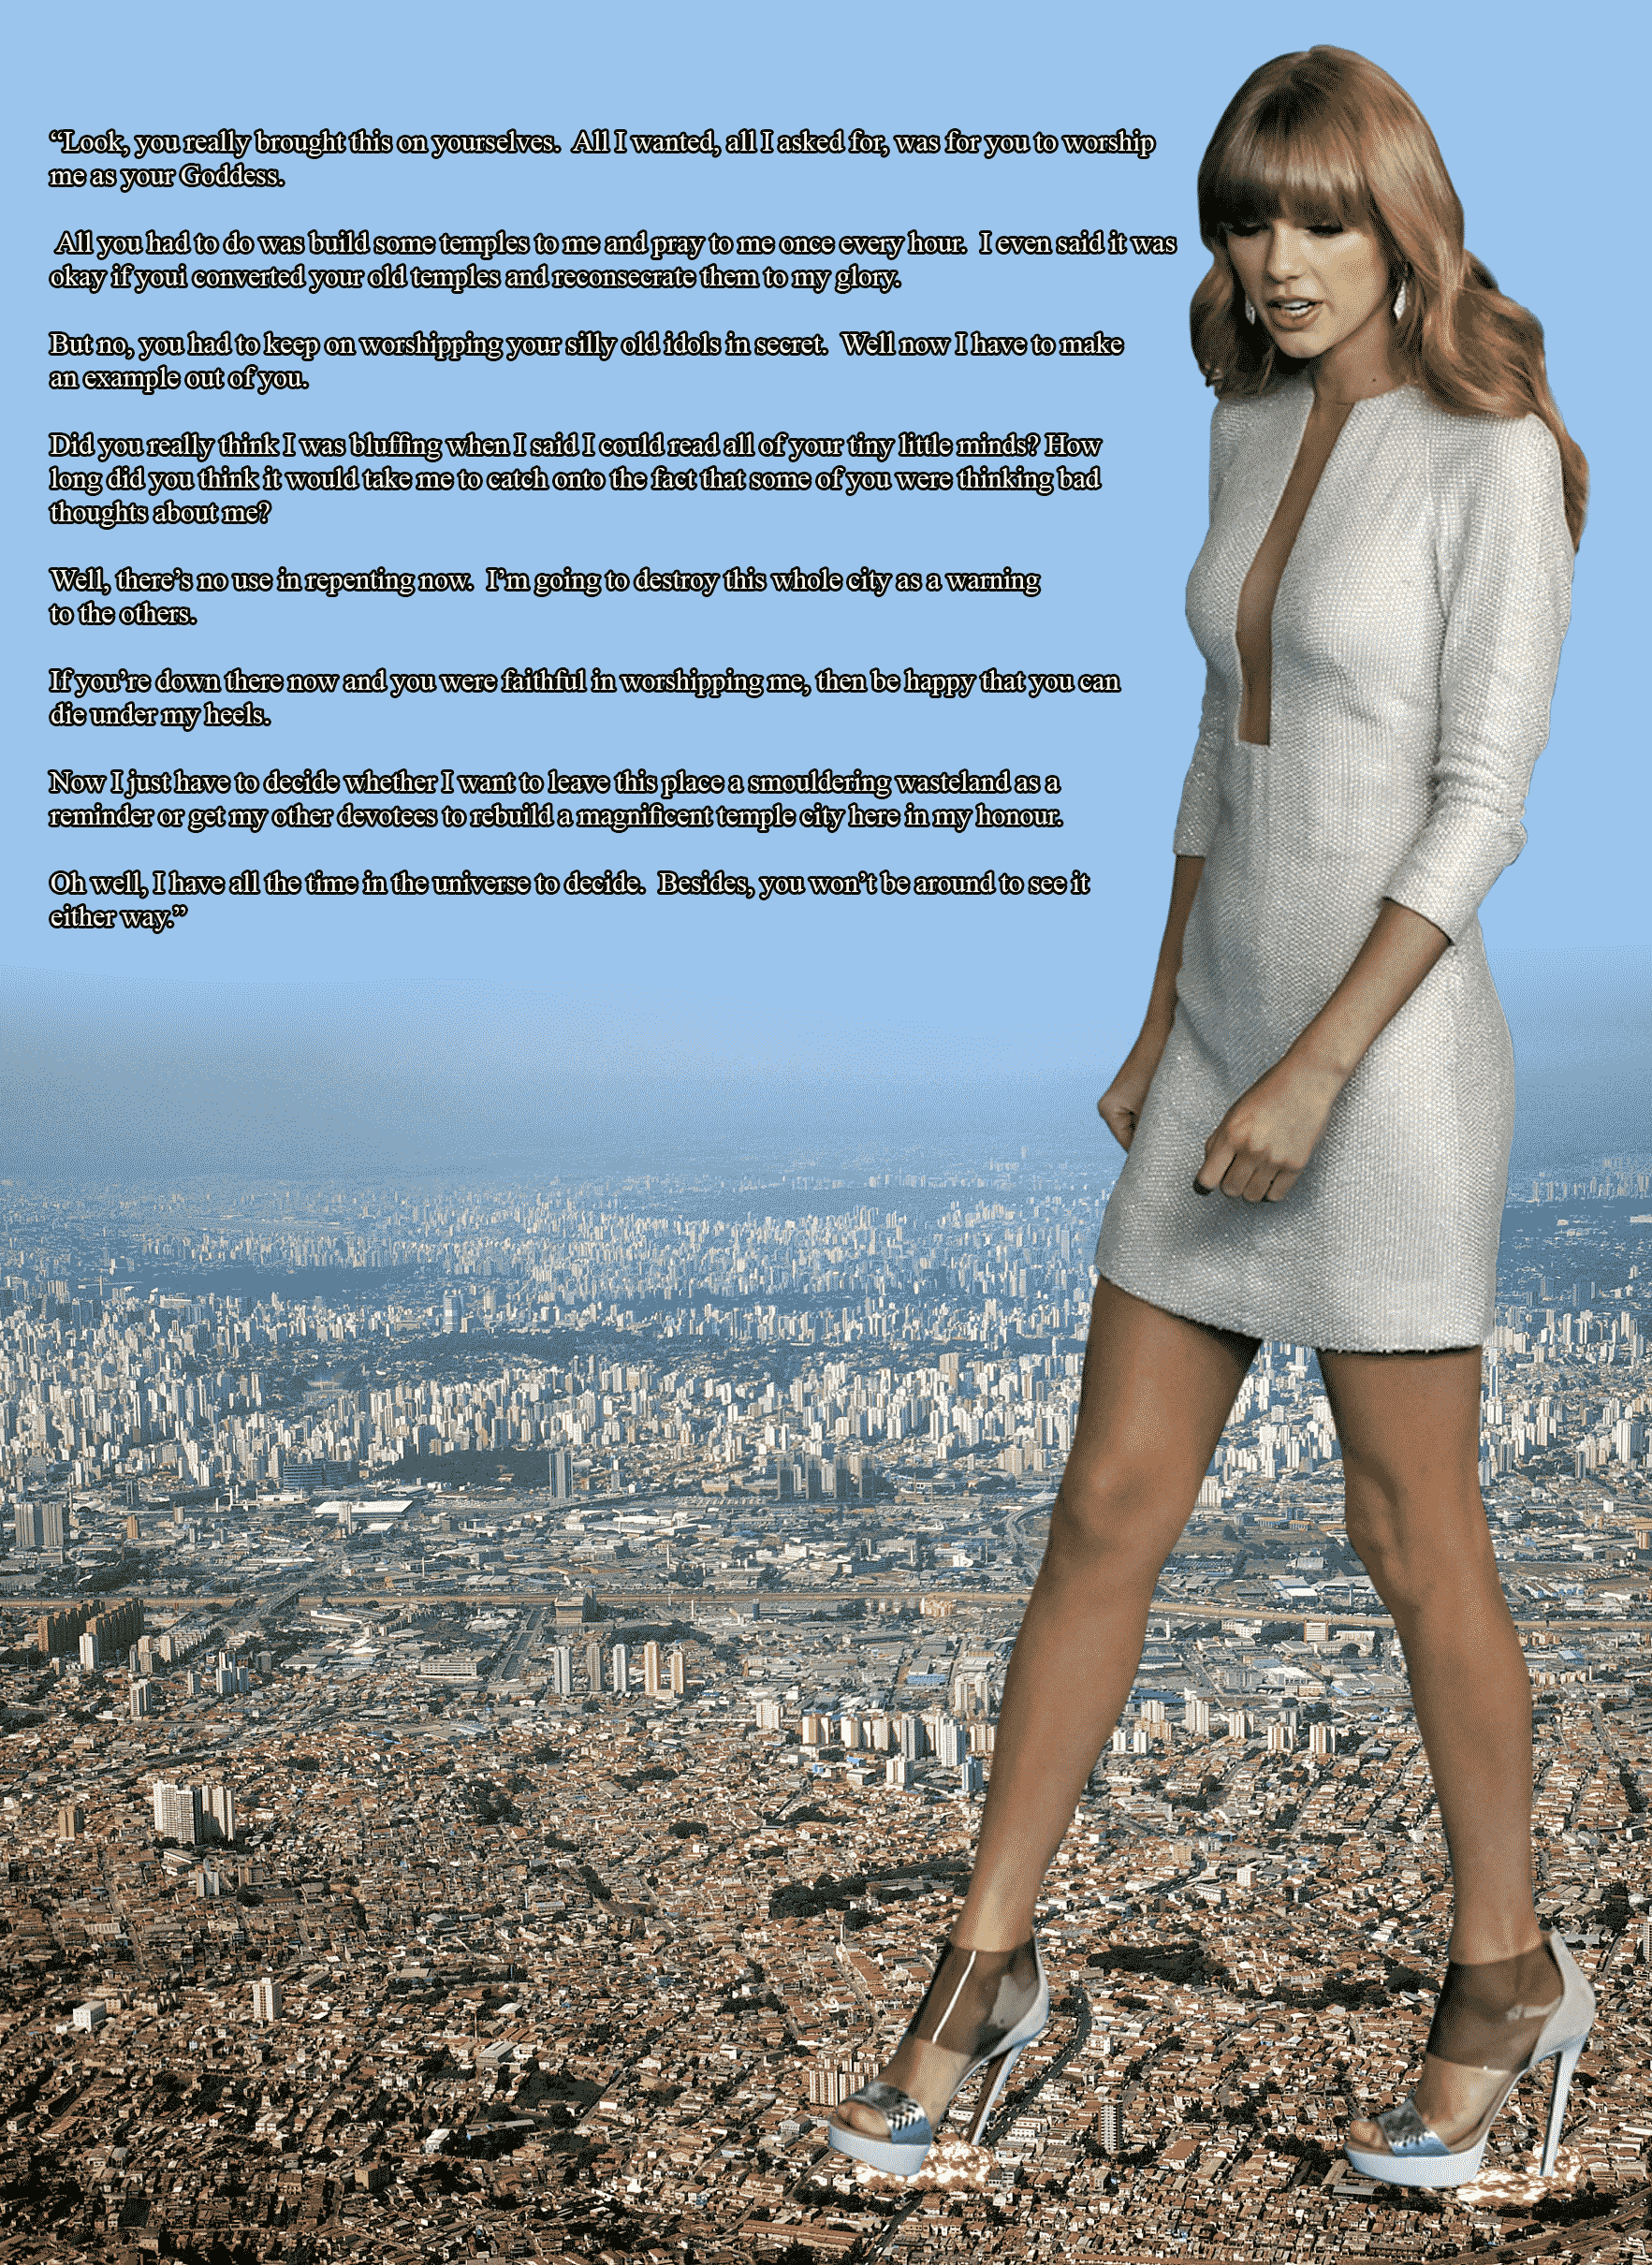 “Look, you really brought this on yourselves.  All I wanted, all I asked for, was for you to worship
me as your Goddess.
All you had to do was build some temples to me and pray to me once every hour.  I even said it was
okay if youi converted your old temples and reconsecrate them to my glory.
But no, you had to keep on worshipping your silly old idols in secret.  Well now I have to make
an example out of you.
Did you really think I was bluffing when I said I could read all of your tiny little minds? How
long did you think it would take me to catch onto the fact that some of you were thinking bad
thoughts about me?
Well, there’s no use in repenting now.  I’m going to destroy this whole city as a warning
to the others.
If you’re down there now and you were faithful in worshipping me, then be happy that you can
die under my heels.
Now I just have to decide whether I want to leave this place a smouldering wasteland as a
reminder or get my other devotees to rebuild a magnificent temple city here in my honour.
Oh well, I have all the time in the universe to decide.  Besides, you won’t be around to see it
either way.”